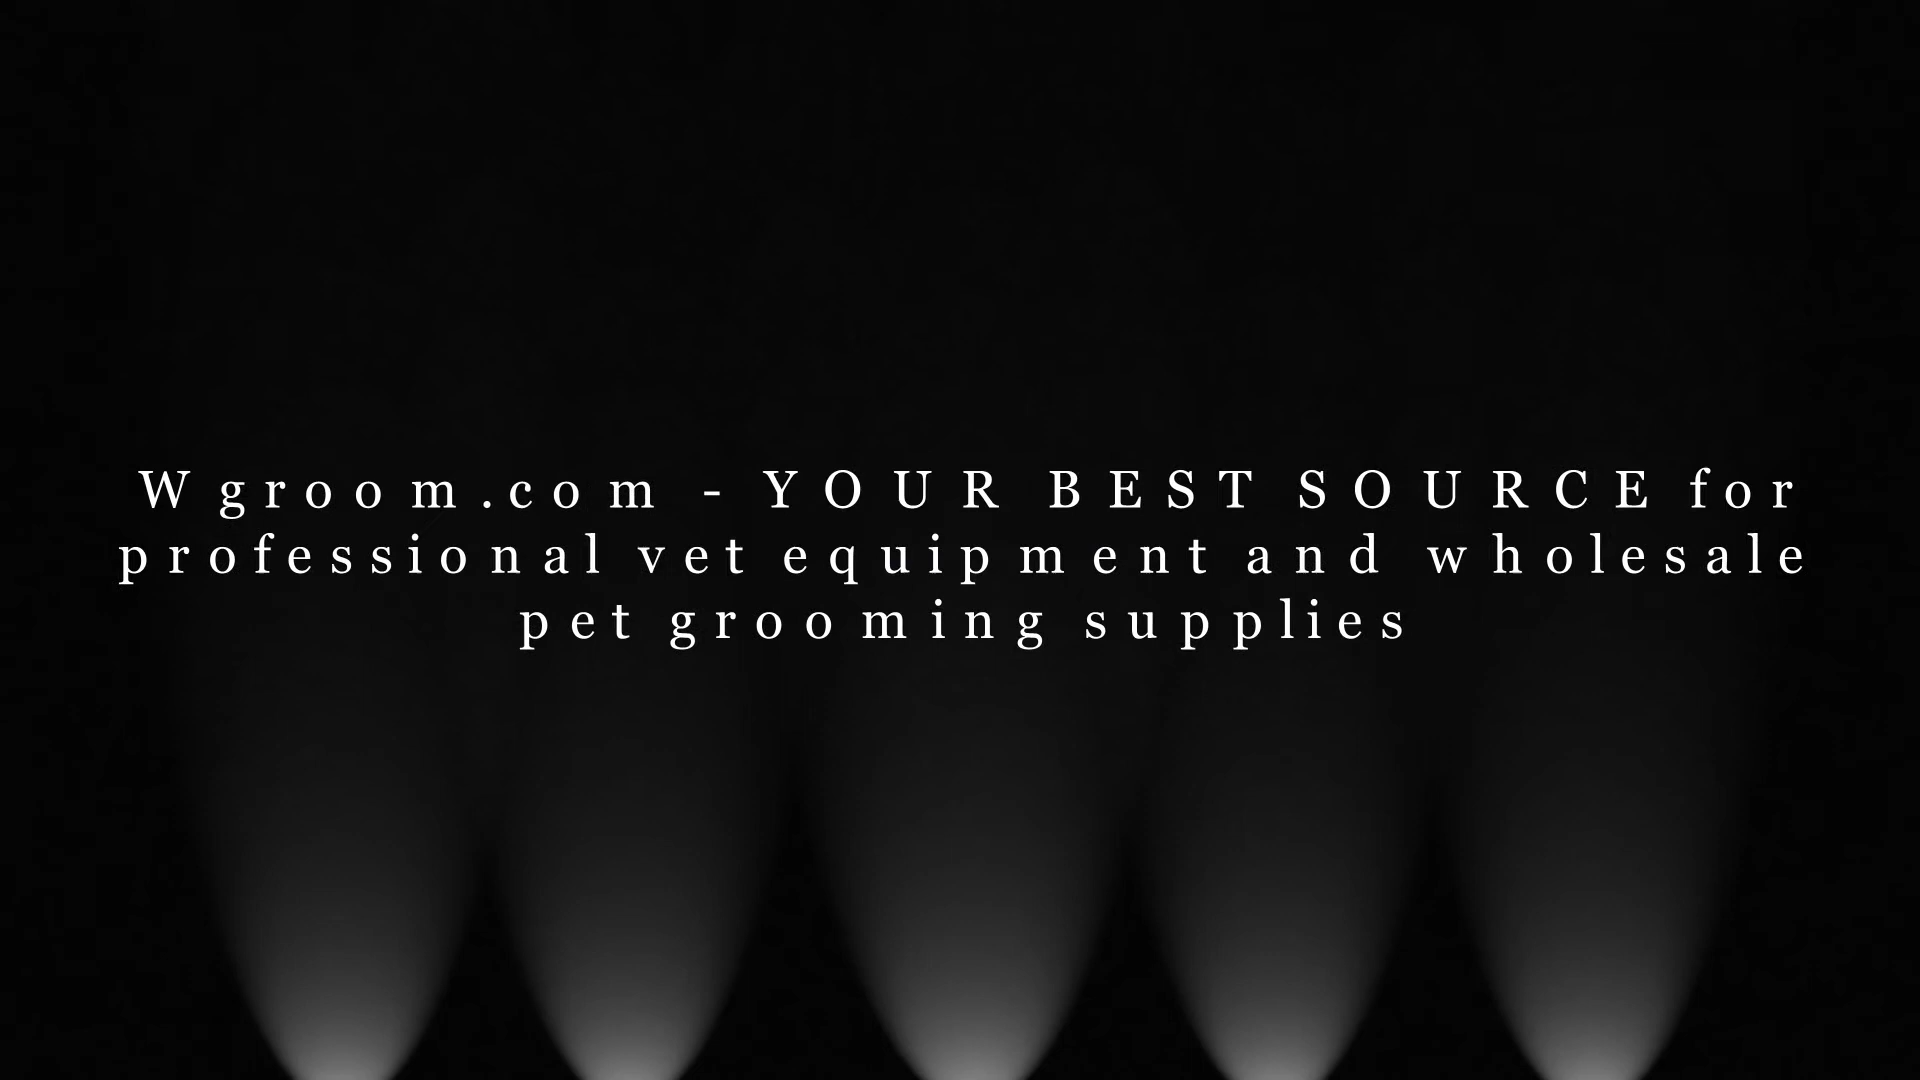 Wgroom.com - YOUR BEST SOURCE for
professional vet equipment and wholesale
pet grooming supplies